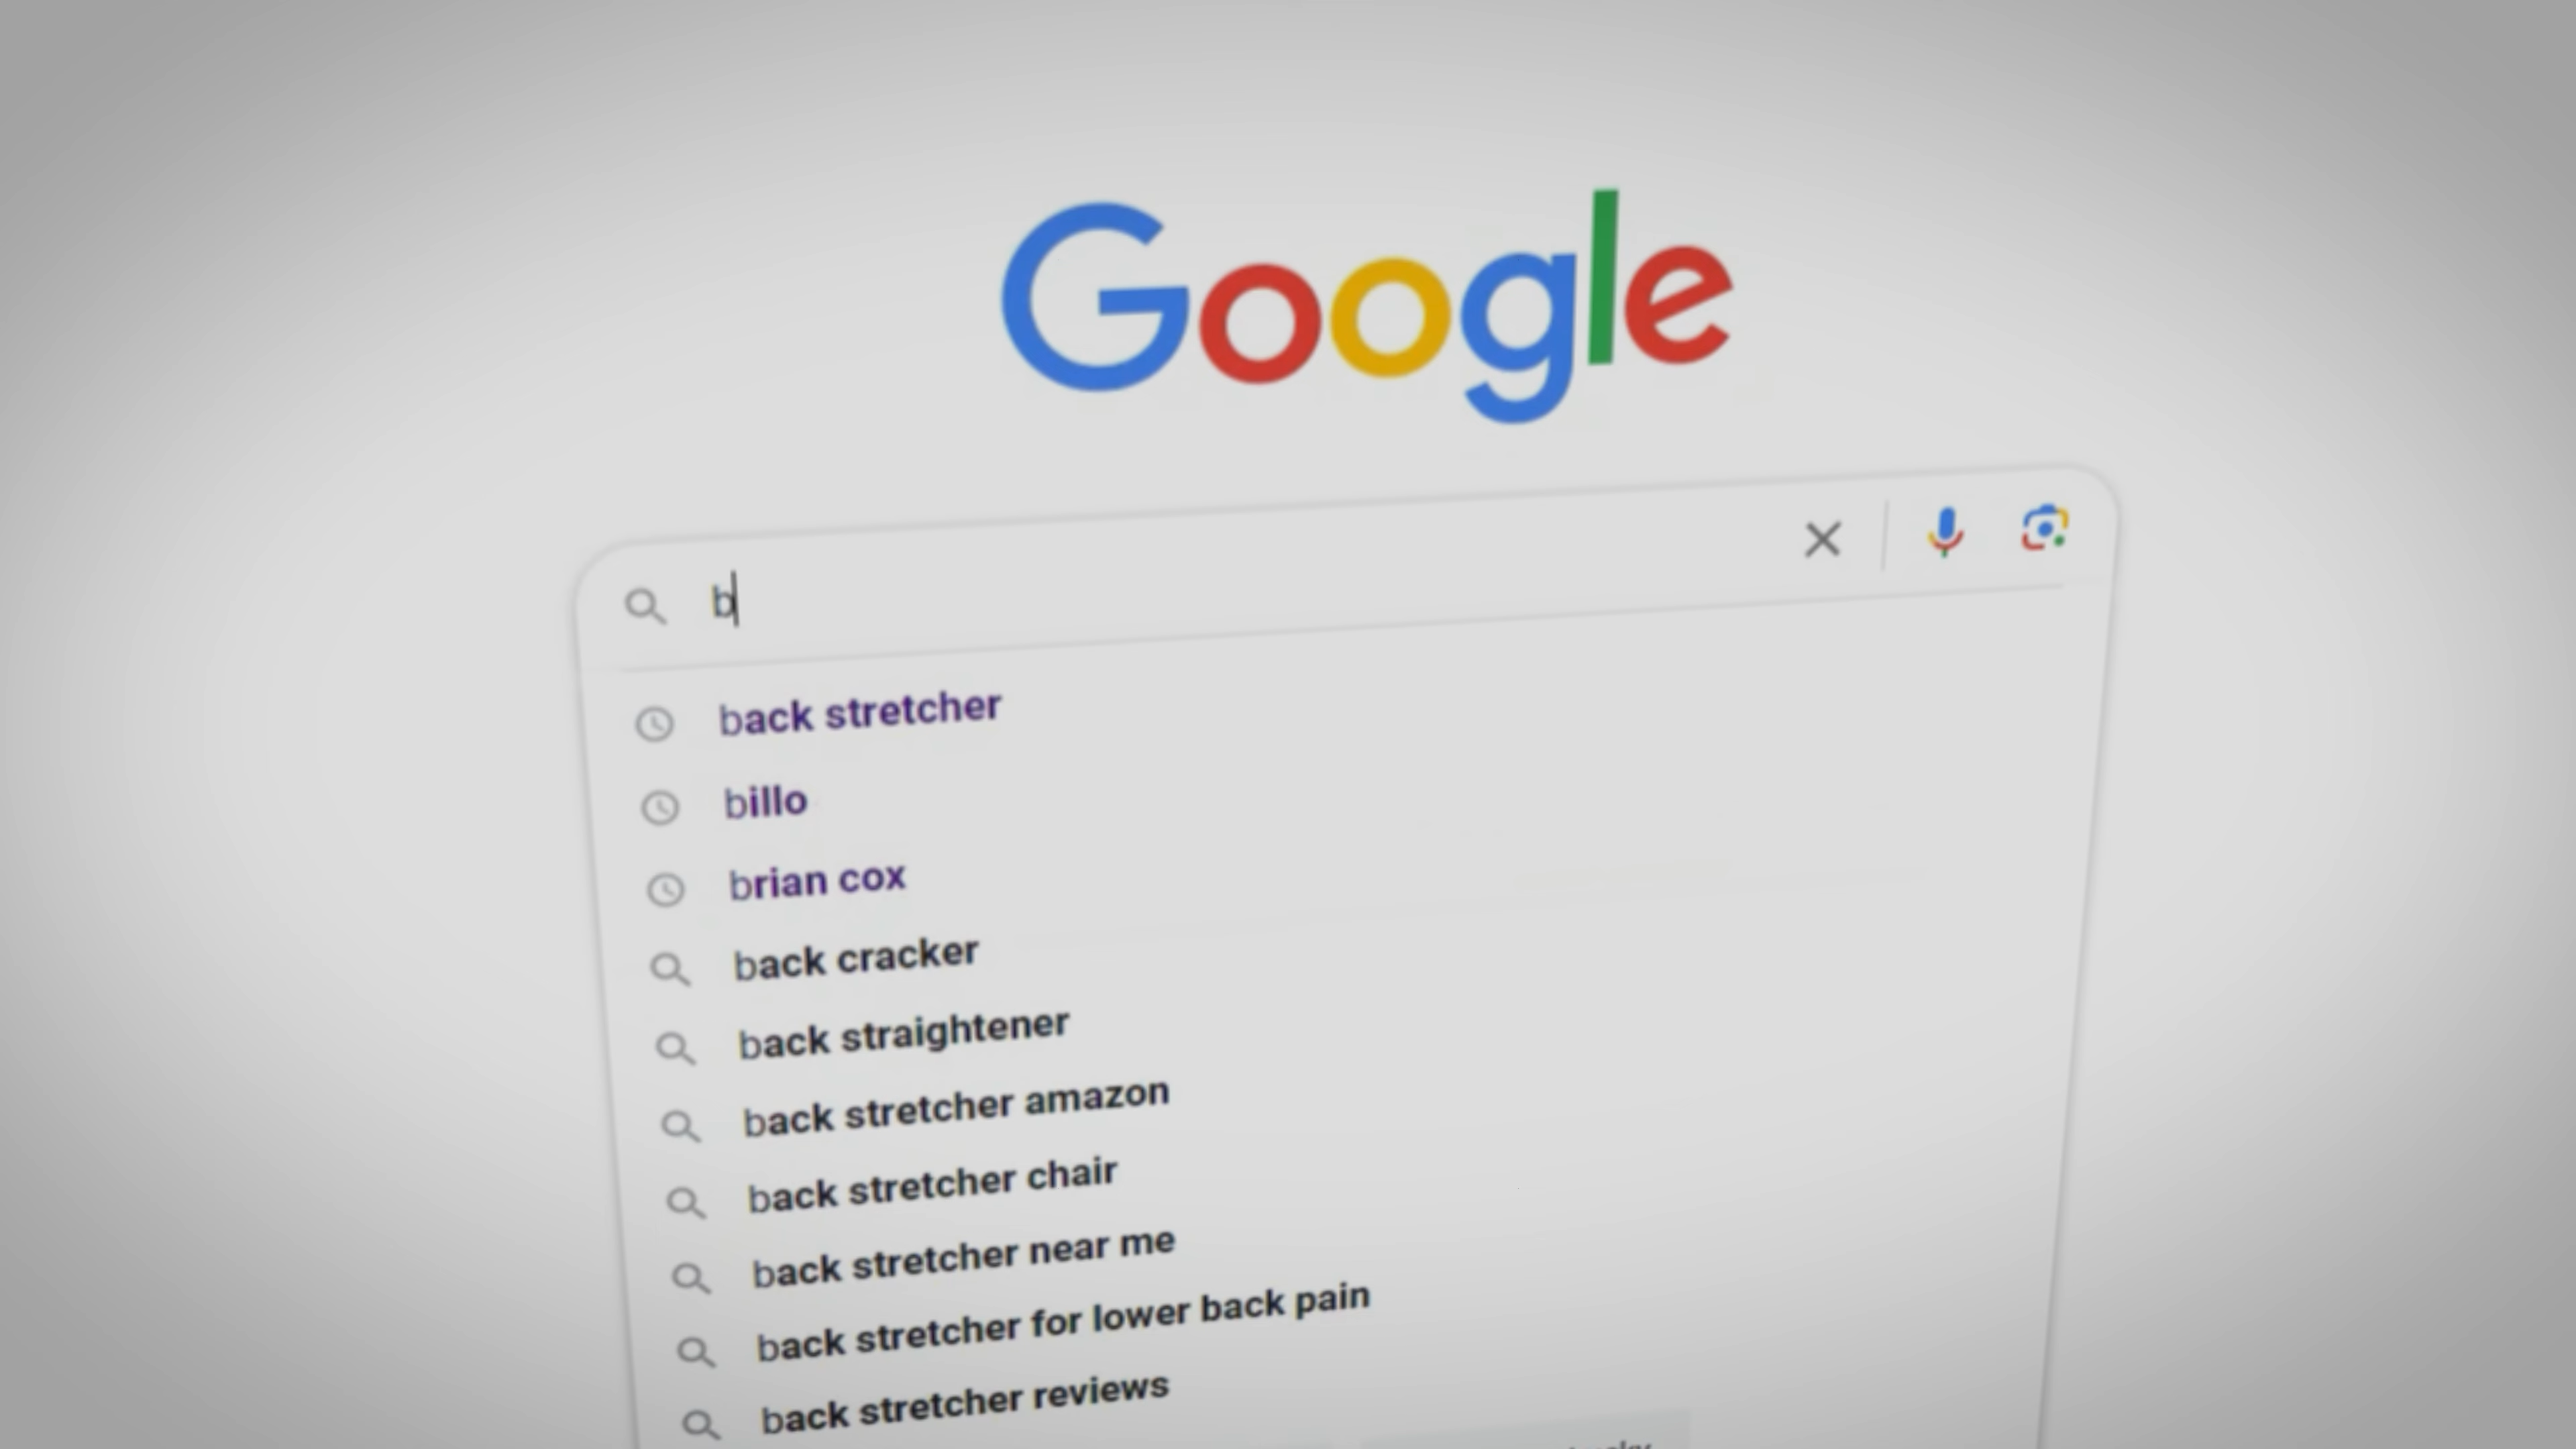 Google
b
back stretcher
billo
brian cox
back cracker
back straightener
back stretcher amazon
back stretcher chair
back stretcher near me
back stretcher for lower back pain
back stretcher reviews